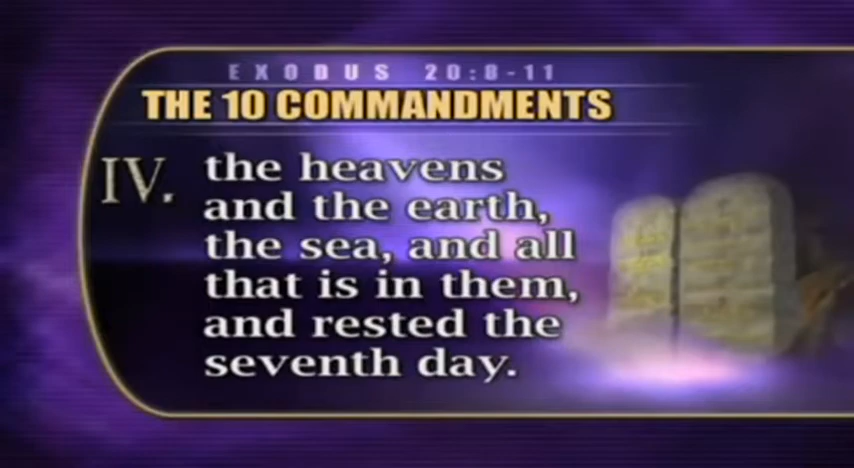 EXODUS 20:8-11
THE 10 COMMANDMENTS
IV. the heavens
and the earth,
the sea, and all
that is in them,
and rested the
seventh day.